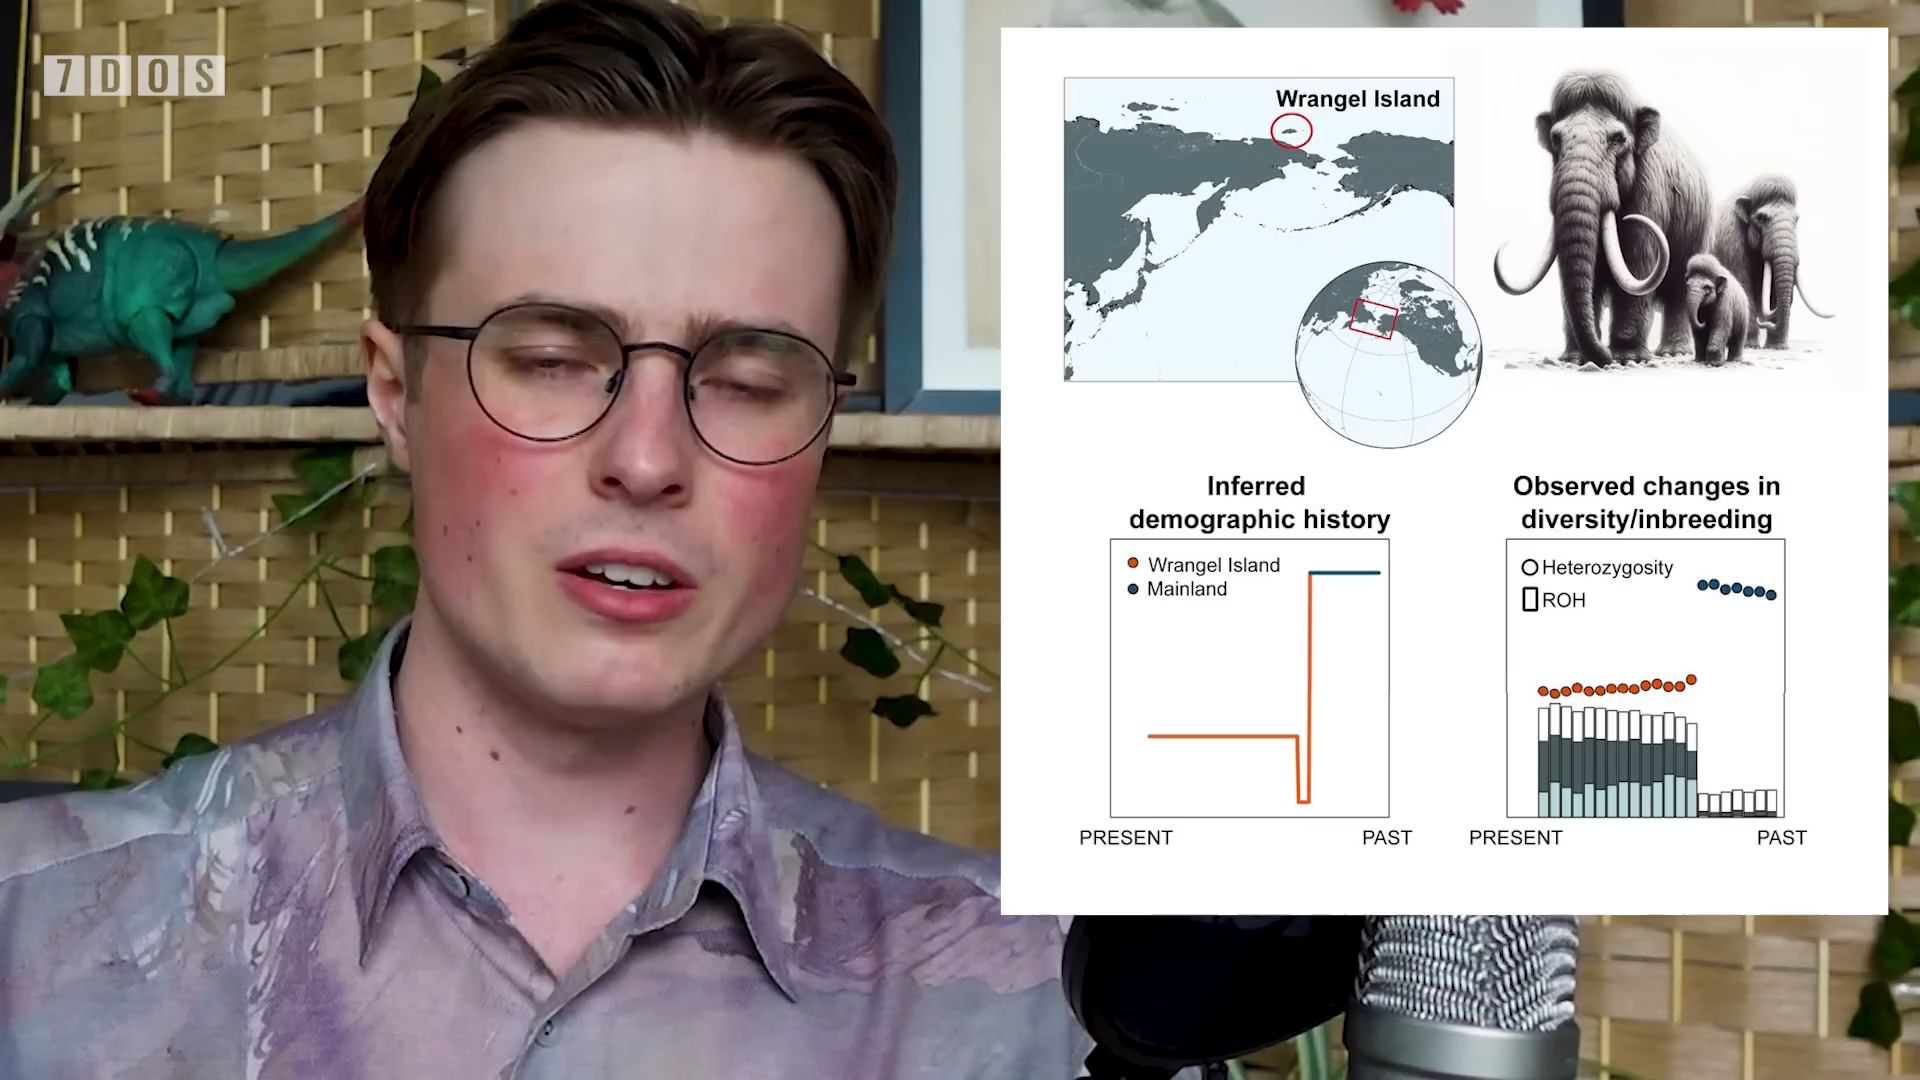 7DOS
Wrangel Island
Inferred
demographic history
Wrangel Island
Mainland
PRESENT
PAST
Observed changes in
diversity/inbreeding
Heterozygosity
ROH
PRESENT
PAST